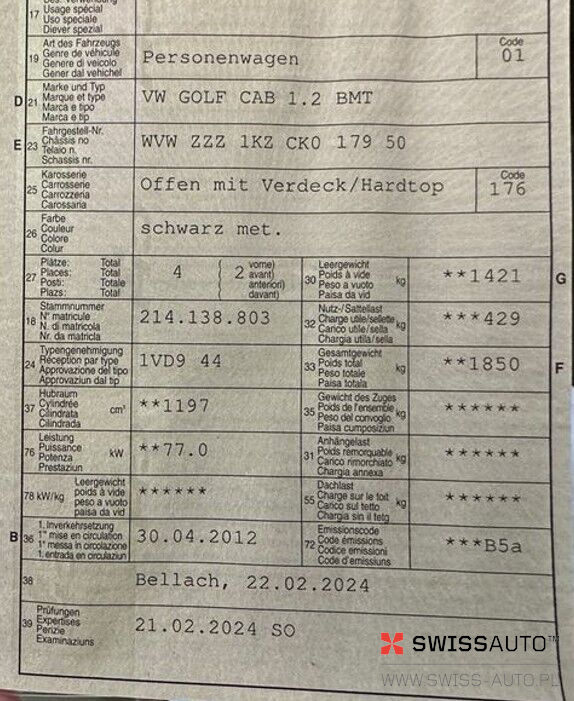 17 Usage spécial
Uso speciale
Diever spezial
19 Art des Fahrzeugs
Genre de véhicule
Genere di veicolo
Gener dal vehichel
Personenwagen
Code
01
D 21 Marke und Typ
Marque et type
Marca e tipo
Marca e tip
VW GOLF CAB 1.2 BMT
E 23 Fahrgestell-Nr.
Châssis no
Telaio n.
Schassis nr.
WVW ZZZ 1KZ CK0 179 50
25 Karosserie
Carrosserie
Carrozzeria
Carossaria
Offen mit Verdeck/Hardtop
Code
176
26 Farbe
Couleur
Colore
Colur
schwarz met.
27 Plätze: Total
Places: Total
Posti: Totale
Plazs: Total
4 ( 2 vorne)
avant)
anteriori)
davant)
30 Leergewicht
Poids à vide
Peso a vuoto
Paisa da vid
kg
**1421
G
18 Stammnummer
N° matricule
N. di matricola
Nr. da matricla
214.138.803
32 Nutz-/Sattellast
Charge utile/sellette
Carico utile/sella
Chargia utila/sella
kg
***429
24 Typengenehmigung
Réception par type
Approvazione del tipo
Approvaziun dal tip
1VD9 44
33 Gesamtgewicht
Poids total
Peso totale
Paisa totala
kg
**1850
F
37 Hubraum
Cylindrée
Cilindrata
Cilindrada
cm³
**1197
35 Gewicht des Zuges
Poids de l'ensemble
Peso del convoglio
Paisa cumposiziun
kg
******
76 Leistung
Puissance
Potenza
Prestaziun
kW
**77.0
31 Anhängelast
Poids remorquable
Carico rimorchiato
Chargia annexa
kg
******
78 kW/kg Leergewicht
poids à vide
peso a vuoto
paisa da vid
******
55 Dachlast
Charge sur le toit
Carico sul tetto
Chargia sin il tetg
kg
******
B 36 1. Inverkehrsetzung
1re mise en circulation
1a messa in circolazione
1. entrada en circulaziun
30.04.2012
72 Emissionscode
Code émissions
Codice emissioni
Code d'emissiuns
***B5a
38 Bellach, 22.02.2024
39 Prüfungen
Expertises
Perizie
Examinaziuns
21.02.2024 SO
SWISSAUTO™
WWW.SWISS-AUTO.PL